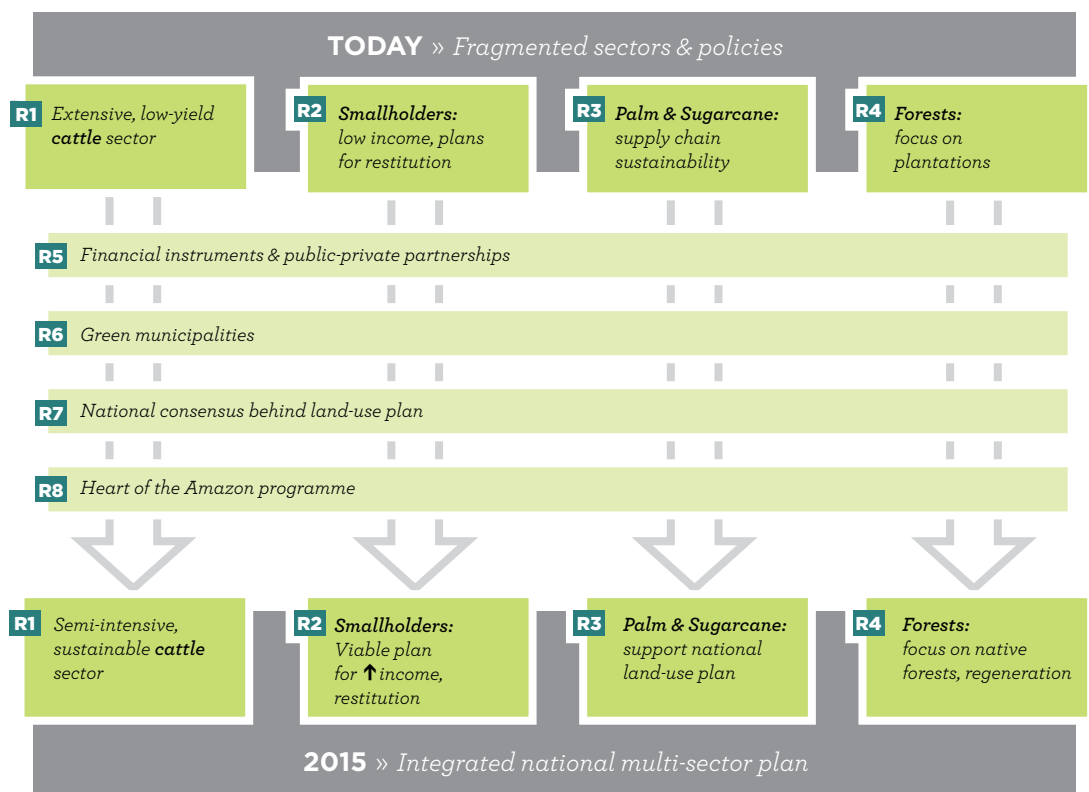 TODAY » Fragmented sectors & policies
R1 Extensive, low-yield
cattle sector
R2 Smallholders:
low income, plans
for restitution
R3 Palm & Sugarcane:
supply chain
sustainability
R4 Forests:
focus on
plantations
R5 Financial instruments & public-private partnerships
R6 Green municipalities
R7 National consensus behind land-use plan
R8 Heart of the Amazon programme
R1 Semi-intensive,
sustainable cattle
sector
R2 Smallholders:
Viable plan
for ↑ income,
restitution
R3 Palm & Sugarcane:
support national
land-use plan
R4 Forests:
focus on native
forests, regeneration
2015 » Integrated national multi-sector plan